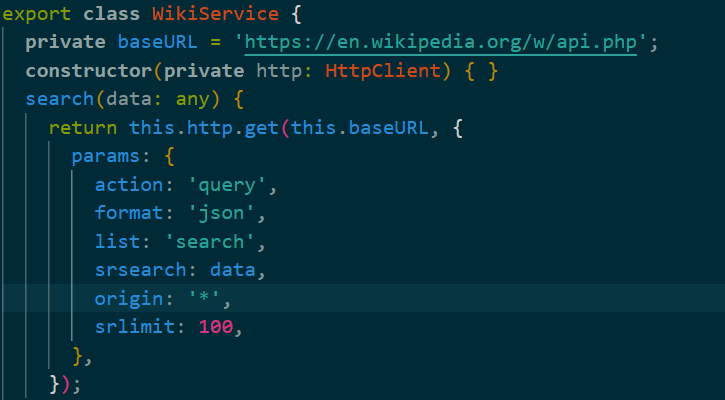 export class WikiService {
  private baseURL = 'https://en.wikipedia.org/w/api.php';
  constructor(private http: HttpClient) { }
  search(data: any) {
    return this.http.get(this.baseURL, {
      params: {
        action: 'query',
        format: 'json',
        list: 'search',
        srsearch: data,
        origin: '*',
        srlimit: 100,
      },
    });